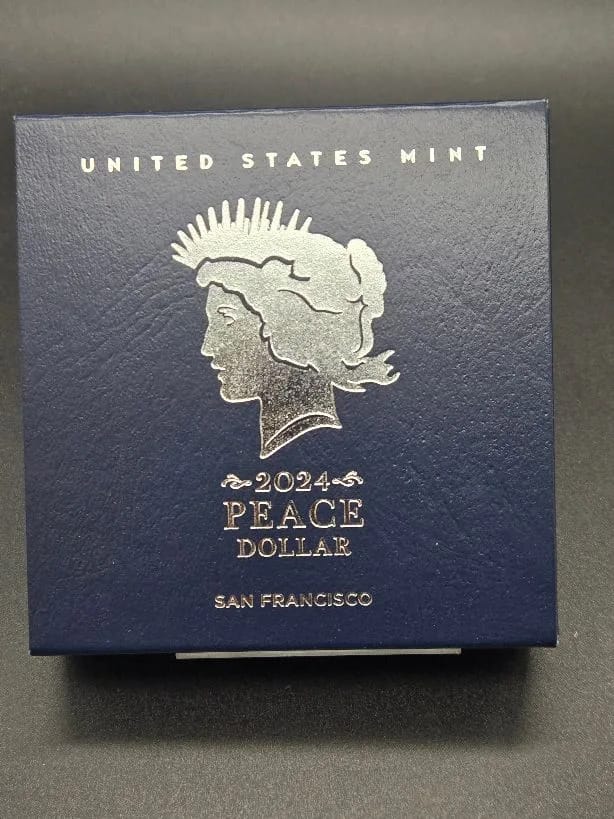 UNITED STATES MINT
2024
PEACE
DOLLAR
SAN FRANCISCO